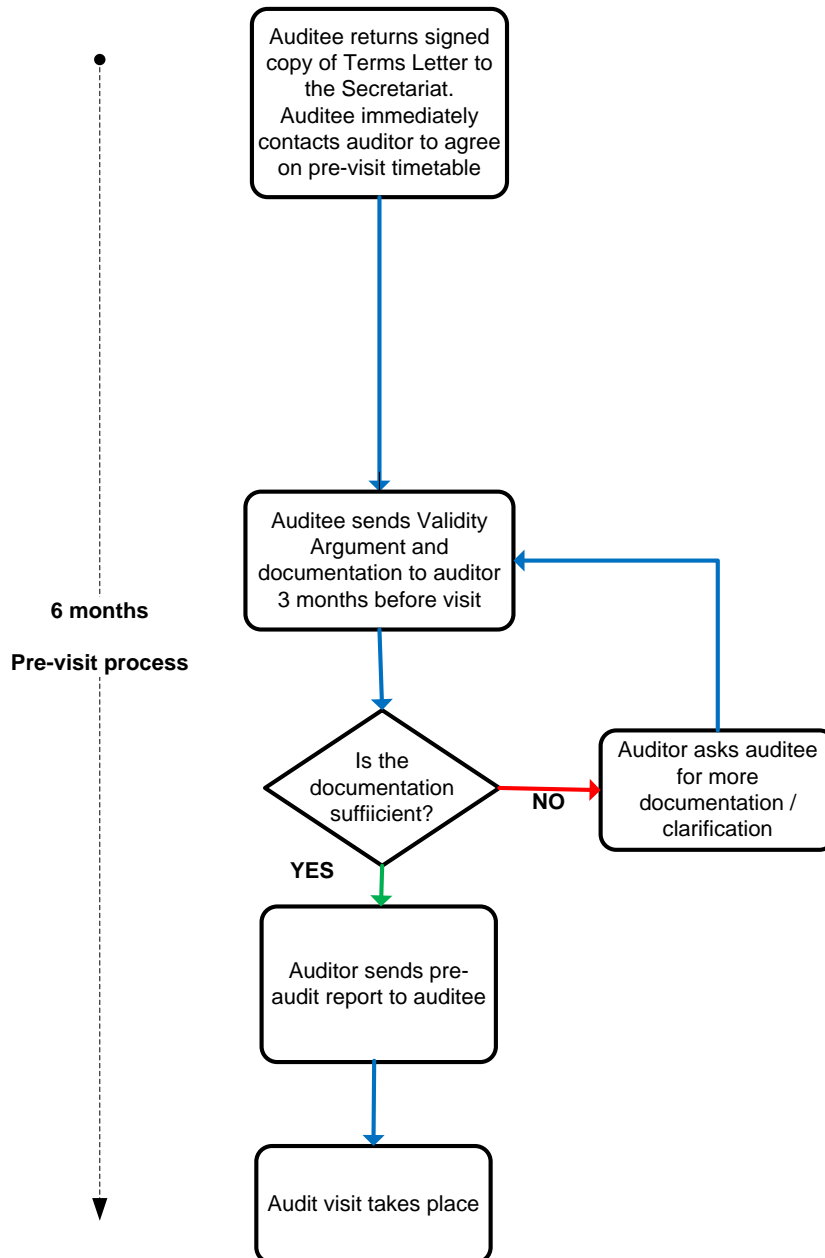 Auditee returns signed
copy of Terms Letter to
the Secretariat.
Auditee immediately
contacts auditor to agree
on pre-visit timetable
Auditee sends Validity
Argument and
documentation to auditor
3 months before visit
6 months
Pre-visit process
Is the
documentation
suffiicient?
NO
Auditor asks auditee
for more
documentation /
clarification
YES
Auditor sends pre-
audit report to auditee
Audit visit takes place